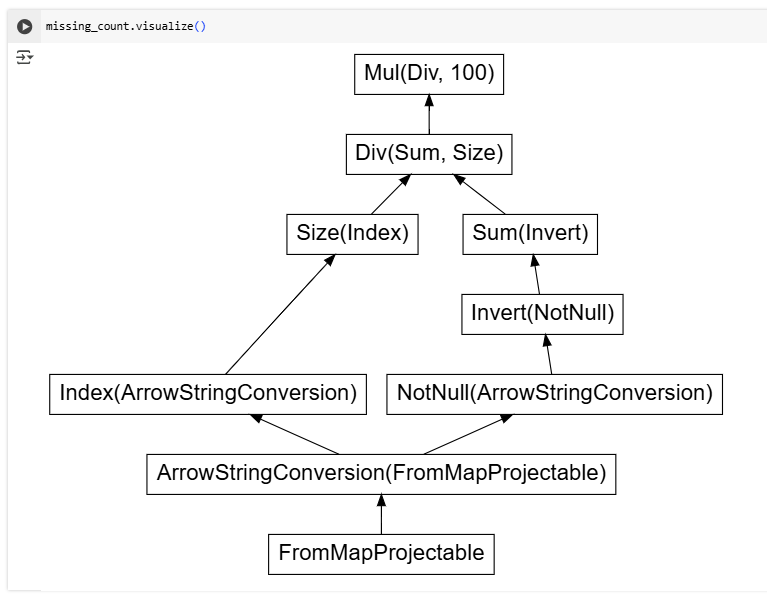 missing_count.visualize()
Mul(Div, 100)
Div(Sum, Size)
Size(Index)
Sum(Invert)
Invert(NotNull)
Index(ArrowStringConversion)
NotNull(ArrowStringConversion)
ArrowStringConversion(FromMapProjectable)
FromMapProjectable